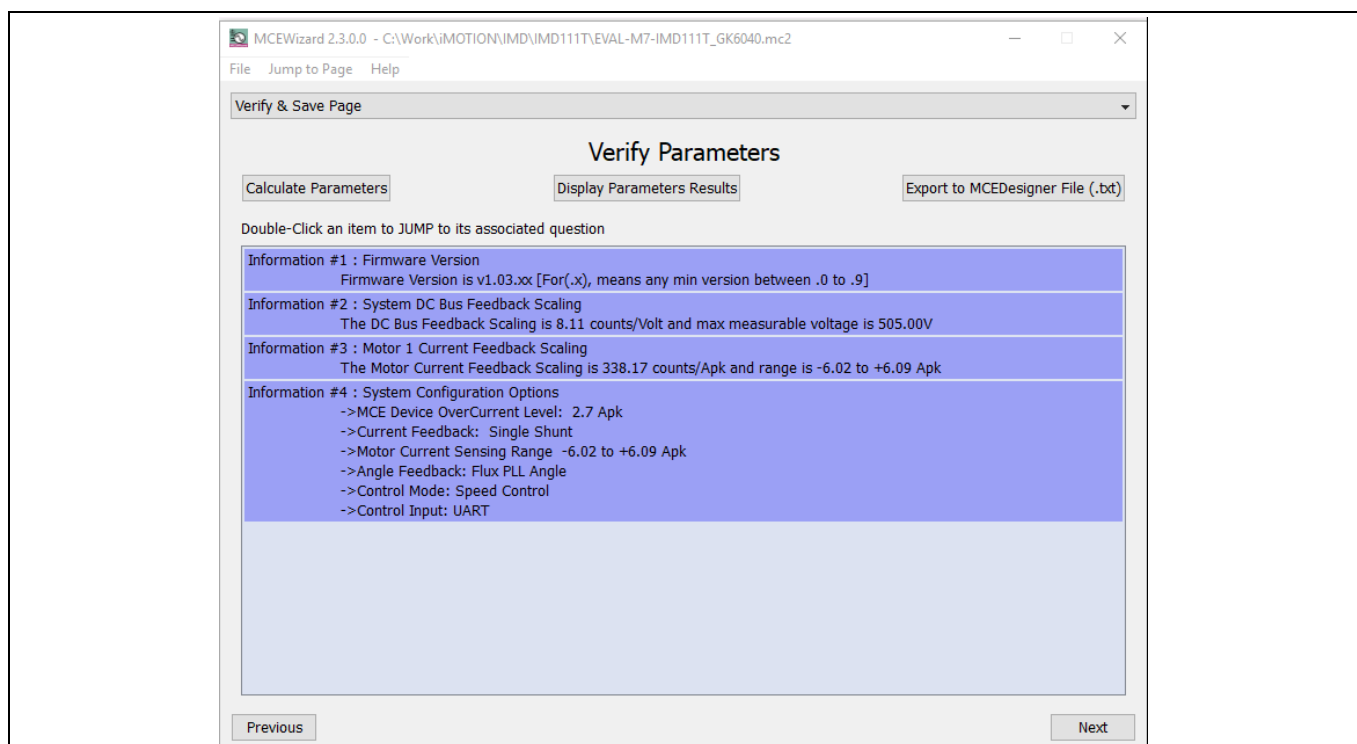 MCEWizard 2.3.0.0 - C:\Work\iMOTION\IMD\IMD111T\EVAL-M7-IMD111T_GK6040.mc2
File Jump to Page Help
Verify & Save Page
Verify Parameters
Calculate Parameters Display Parameters Results Export to MCEDesigner File (.txt)
Double-Click an item to JUMP to its associated question
Information #1 : Firmware Version
Firmware Version is v1.03.xx [For(.x), means any min version between .0 to .9]
Information #2 : System DC Bus Feedback Scaling
The DC Bus Feedback Scaling is 8.11 counts/Volt and max measurable voltage is 505.00V
Information #3 : Motor 1 Current Feedback Scaling
The Motor Current Feedback Scaling is 338.17 counts/Apk and range is -6.02 to +6.09 Apk
Information #4 : System Configuration Options
->MCE Device OverCurrent Level: 2.7 Apk
->Current Feedback: Single Shunt
->Motor Current Sensing Range -6.02 to +6.09 Apk
->Angle Feedback: Flux PLL Angle
->Control Mode: Speed Control
->Control Input: UART
Previous Next